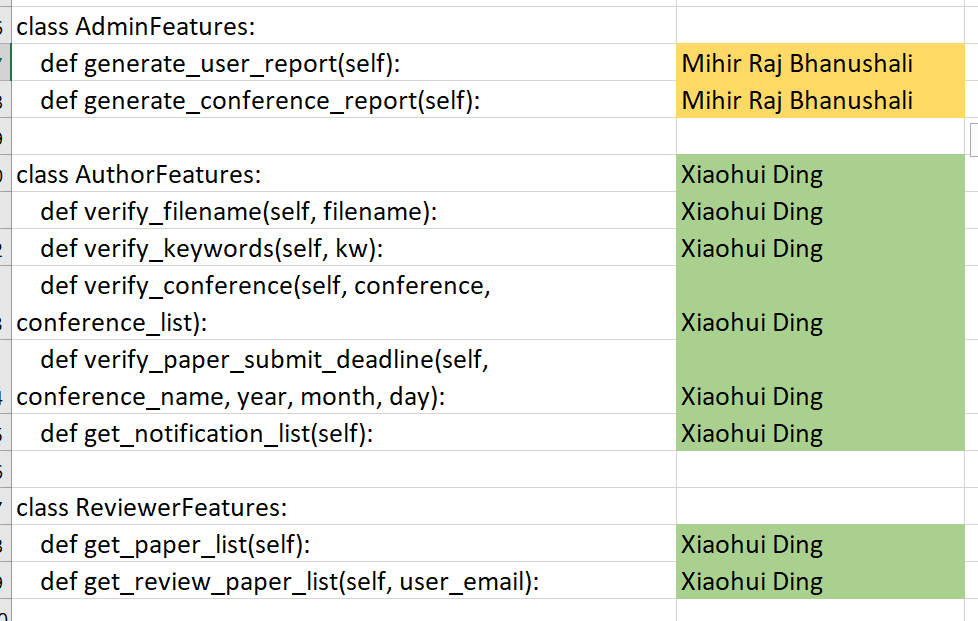 class AdminFeatures:
def generate_user_report(self): Mihir Raj Bhanushali
def generate_conference_report(self): Mihir Raj Bhanushali
class AuthorFeatures: Xiaohui Ding
def verify_filename(self, filename): Xiaohui Ding
def verify_keywords(self, kw): Xiaohui Ding
def verify_conference(self, conference,
conference_list): Xiaohui Ding
def verify_paper_submit_deadline(self,
conference_name, year, month, day): Xiaohui Ding
def get_notification_list(self): Xiaohui Ding
class ReviewerFeatures:
def get_paper_list(self): Xiaohui Ding
def get_review_paper_list(self, user_email): Xiaohui Ding